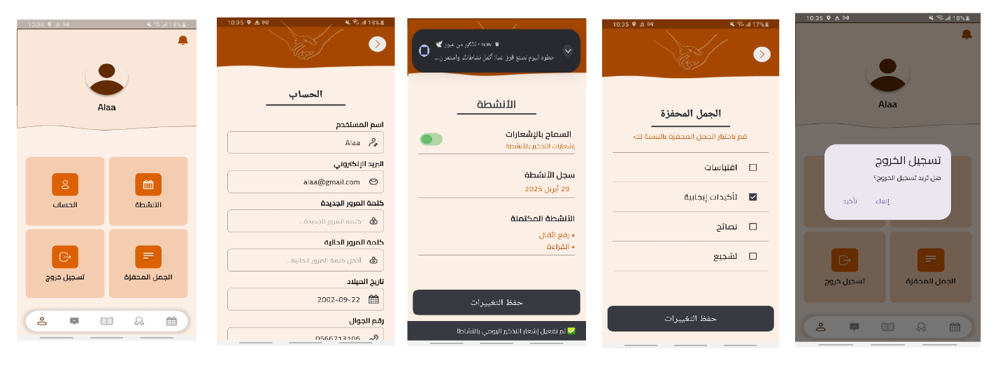 10:34
18%
Alaa
الأنشطة
الحساب
الجمل المحفزة
تسجيل خروج
10:35
18%
الحساب
اسم المستخدم
Alaa
البريد الإلكتروني
alaa@gmail.com
كلمة المرور الجديدة
كلمة المرور الجديدة...
كلمة المرور الحالية
أدخل كلمة المرور الحالية...
تاريخ الميلاد
2002-09-22
رقم الجوال
0566713106
تذكير من عبور • now
خطوة اليوم تصنع فرق غدا! أكمل نشاطاتك واستمر ن...
الأنشطة
السماح بالإشعارات
إشعارات التذكير بالأنشطة
سجل الأنشطة
29 أبريل 2025
الأنشطة المكتملة
• رفع اثقال
• القراءة
حفظ التغييرات
✅ تم تفعيل إشعار التذكير اليومي بالنشاط!
10:35
17%
الجمل المحفزة
قم باختيار الجمل المحفزة بالنسبة لك
اقتباسات
تأكيدات إيجابية
نصائح
تشجيع
حفظ التغييرات
10:35
18%
Alaa
تسجيل الخروج
هل تريد تسجيل الخروج؟
إلغاء
تأكيد
الجمل المحفزة
تسجيل خروج